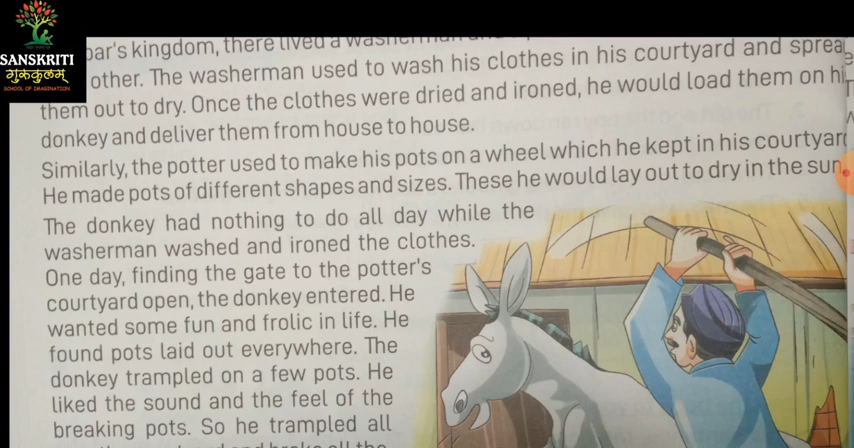 SANSKRITI
गुरुकुलम्
SCHOOL OF IMAGINATION
bar's kingdom, there lived a washerman
other. The washerman used to wash his clothes in his courtyard and sprea
them out to dry. Once the clothes were dried and ironed, he would load them on hi
donkey and deliver them from house to house.
Similarly, the potter used to make his pots on a wheel which he kept in his courtyard
He made pots of different shapes and sizes. These he would lay out to dry in the sun
The donkey had nothing to do all day while the
washerman washed and ironed the clothes.
One day, finding the gate to the potter's
courtyard open, the donkey entered. He
wanted some fun and frolic in life. He
found pots laid out everywhere. The
donkey trampled on a few pots. He
liked the sound and the feel of the
breaking pots. So he trampled all